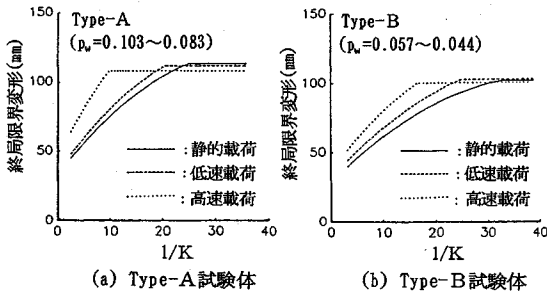 Type-A
(pw=0.103～0.083)
終局限界変形(mm)
150
100
50
0
:静的載荷
:低速載荷
:高速載荷
0 10 20 30 40
1/K
(a) Type-A試験体
Type-B
(pw=0.057～0.044)
終局限界変形(mm)
150
100
50
0
:静的載荷
:低速載荷
:高速載荷
0 10 20 30 40
1/K
(b) Type-B試験体